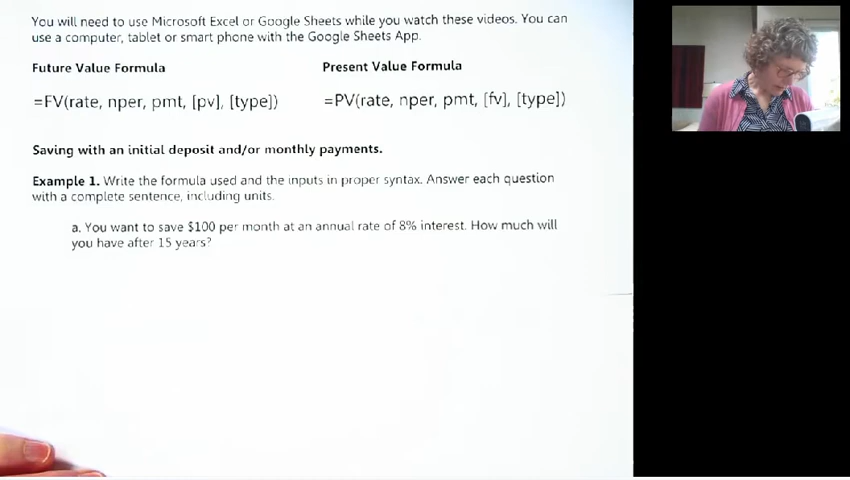 You will need to use Microsoft Excel or Google Sheets while you watch these videos. You can
use a computer, tablet or smart phone with the Google Sheets App.
Future Value Formula
Present Value Formula
=FV(rate, nper, pmt, [pv], [type])
=PV(rate, nper, pmt, [fv], [type])
Saving with an initial deposit and/or monthly payments.
Example 1. Write the formula used and the inputs in proper syntax. Answer each question
with a complete sentence, including units.
a. You want to save $100 per month at an annual rate of 8% interest. How much will
you have after 15 years?